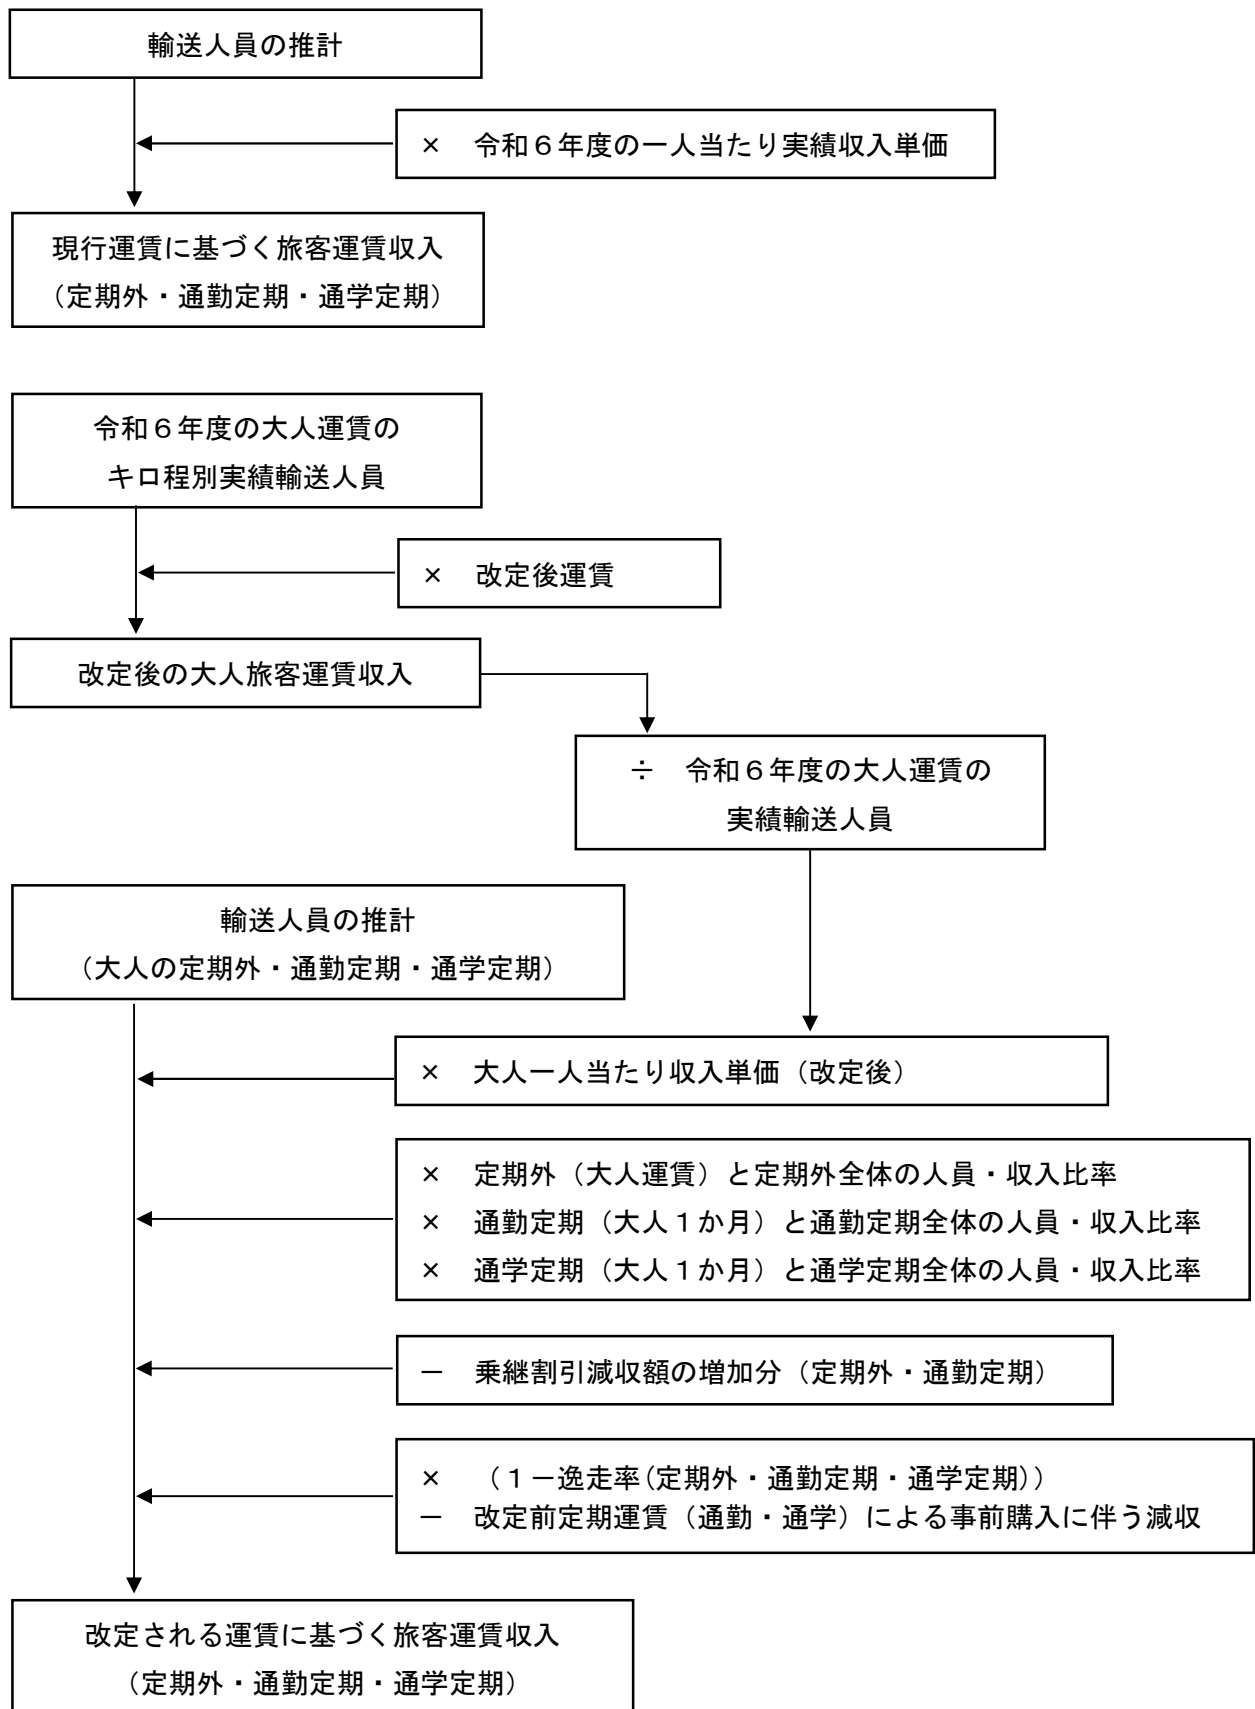 輸送人員の推計
×　令和６年度の一人当たり実績収入単価
現行運賃に基づく旅客運賃収入
（定期外・通勤定期・通学定期）
令和６年度の大人運賃の
キロ程別実績輸送人員
×　改定後運賃
改定後の大人旅客運賃収入
÷　令和６年度の大人運賃の
実績輸送人員
輸送人員の推計
（大人の定期外・通勤定期・通学定期）
×　大人一人当たり収入単価（改定後）
×　定期外（大人運賃）と定期外全体の人員・収入比率
×　通勤定期（大人１か月）と通勤定期全体の人員・収入比率
×　通学定期（大人１か月）と通学定期全体の人員・収入比率
－　乗継割引減収額の増加分（定期外・通勤定期）
×　（１－逸走率(定期外・通勤定期・通学定期)）
－　改定前定期運賃（通勤・通学）による事前購入に伴う減収
改定される運賃に基づく旅客運賃収入
（定期外・通勤定期・通学定期）